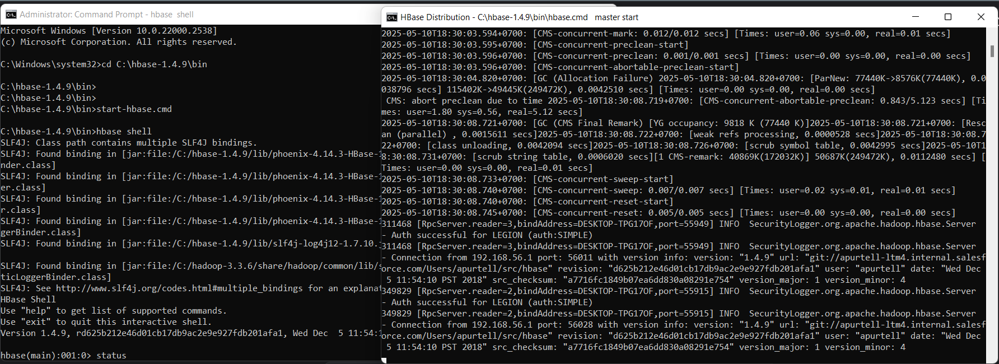 Administrator: Command Prompt - hbase  shell
Microsoft Windows [Version 10.0.22000.2538]
(c) Microsoft Corporation. All rights reserved.
C:\Windows\system32>cd C:\hbase-1.4.9\bin
C:\hbase-1.4.9\bin>
C:\hbase-1.4.9\bin>
C:\hbase-1.4.9\bin>start-hbase.cmd
C:\hbase-1.4.9\bin>hbase shell
SLF4J: Class path contains multiple SLF4J bindings.
SLF4J: Found binding in [jar:file:/C:/hbase-1.4.9/lib/phoenix-4.14.3-HBase-1
nder.class]
SLF4J: Found binding in [jar:file:/C:/hbase-1.4.9/lib/phoenix-4.14.3-HBase-1
er.class]
SLF4J: Found binding in [jar:file:/C:/hbase-1.4.9/lib/phoenix-4.14.3-HBase-1
r.class]
SLF4J: Found binding in [jar:file:/C:/hbase-1.4.9/lib/phoenix-4.14.3-HBase-1
gerBinder.class]
SLF4J: Found binding in [jar:file:/C:/hbase-1.4.9/lib/slf4j-log4j12-1.7.10.
SLF4J: Found binding in [jar:file:/C:/hadoop-3.3.6/share/hadoop/common/lib/s
ticLoggerBinder.class]
SLF4J: See http://www.slf4j.org/codes.html#multiple_bindings for an explanat
HBase Shell
Use "help" to get list of supported commands.
Use "exit" to quit this interactive shell.
Version 1.4.9, rd625b212e46d01cb17db9ac2e9e927fdb201afa1, Wed Dec  5 11:54:1
hbase(main):001:0> status
HBase Distribution - C:\hbase-1.4.9\bin\hbase.cmd   master start
2025-05-10T18:30:03.594+0700: [CMS-concurrent-mark: 0.012/0.012 secs] [Times: user=0.06 sys=0.00, real=0.01 secs]
2025-05-10T18:30:03.595+0700: [CMS-concurrent-preclean-start]
2025-05-10T18:30:03.596+0700: [CMS-concurrent-preclean: 0.001/0.001 secs] [Times: user=0.00 sys=0.00, real=0.00 secs]
2025-05-10T18:30:03.596+0700: [CMS-concurrent-abortable-preclean-start]
2025-05-10T18:30:04.820+0700: [GC (Allocation Failure) 2025-05-10T18:30:04.820+0700: [ParNew: 77440K->8576K(77440K), 0.0
038796 secs] 115402K->49445K(249472K), 0.0042510 secs] [Times: user=0.00 sys=0.00, real=0.00 secs]
 CMS: abort preclean due to time 2025-05-10T18:30:08.719+0700: [CMS-concurrent-abortable-preclean: 0.843/5.123 secs] [Ti
mes: user=1.80 sys=0.56, real=5.12 secs]
2025-05-10T18:30:08.721+0700: [GC (CMS Final Remark) [YG occupancy: 9818 K (77440 K)]2025-05-10T18:30:08.721+0700: [Resc
an (parallel) , 0.0015611 secs]2025-05-10T18:30:08.722+0700: [weak refs processing, 0.0000528 secs]2025-05-10T18:30:08.7
22+0700: [class unloading, 0.0042094 secs]2025-05-10T18:30:08.726+0700: [scrub symbol table, 0.0042995 secs]2025-05-10T1
8:30:08.731+0700: [scrub string table, 0.0006020 secs][1 CMS-remark: 40869K(172032K)] 50687K(249472K), 0.0112480 secs] [
Times: user=0.00 sys=0.00, real=0.01 secs]
2025-05-10T18:30:08.733+0700: [CMS-concurrent-sweep-start]
2025-05-10T18:30:08.740+0700: [CMS-concurrent-sweep: 0.007/0.007 secs] [Times: user=0.02 sys=0.01, real=0.01 secs]
2025-05-10T18:30:08.740+0700: [CMS-concurrent-reset-start]
2025-05-10T18:30:08.745+0700: [CMS-concurrent-reset: 0.005/0.005 secs] [Times: user=0.00 sys=0.00, real=0.00 secs]
311468 [RpcServer.reader=3,bindAddress=DESKTOP-TPG17OF,port=55949] INFO  SecurityLogger.org.apache.hadoop.hbase.Server
- Auth successful for LEGION (auth:SIMPLE)
311468 [RpcServer.reader=3,bindAddress=DESKTOP-TPG17OF,port=55949] INFO  SecurityLogger.org.apache.hadoop.hbase.Server
- Connection from 192.168.56.1 port: 56011 with version info: version: "1.4.9" url: "git://apurtell-ltm4.internal.salesf
orce.com/Users/apurtell/src/hbase" revision: "d625b212e46d01cb17db9ac2e9e927fdb201afa1" user: "apurtell" date: "Wed Dec
 5 11:54:10 PST 2018" src_checksum: "a7716fc1849b07ea6dd830a08291e754" version_major: 1 version_minor: 4
349829 [RpcServer.reader=2,bindAddress=DESKTOP-TPG17OF,port=55915] INFO  SecurityLogger.org.apache.hadoop.hbase.Server
- Auth successful for LEGION (auth:SIMPLE)
349829 [RpcServer.reader=2,bindAddress=DESKTOP-TPG17OF,port=55915] INFO  SecurityLogger.org.apache.hadoop.hbase.Server
- Connection from 192.168.56.1 port: 56028 with version info: version: "1.4.9" url: "git://apurtell-ltm4.internal.salesf
orce.com/Users/apurtell/src/hbase" revision: "d625b212e46d01cb17db9ac2e9e927fdb201afa1" user: "apurtell" date: "Wed Dec
 5 11:54:10 PST 2018" src_checksum: "a7716fc1849b07ea6dd830a08291e754" version_major: 1 version_minor: 4